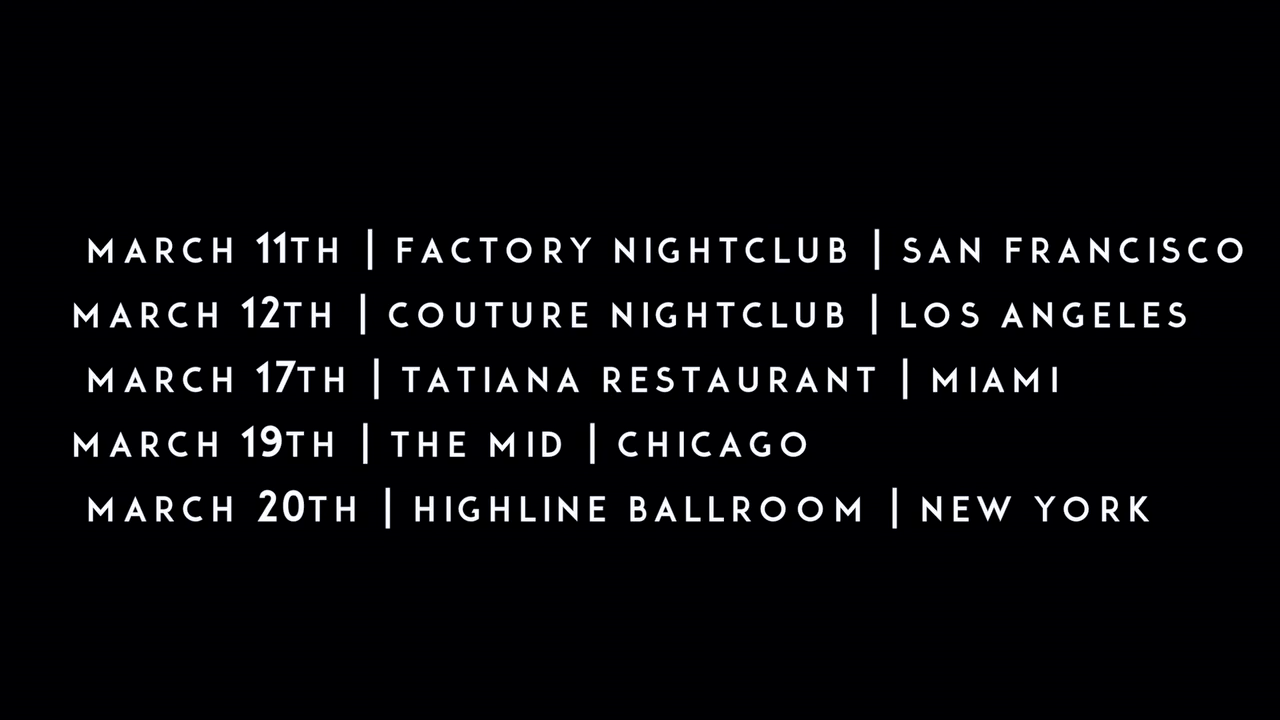 MARCH 11TH | FACTORY NIGHTCLUB | SAN FRANCISCO
MARCH 12TH | COUTURE NIGHTCLUB | LOS ANGELES
MARCH 17TH | TATIANA RESTAURANT | MIAMI
MARCH 19TH | THE MID | CHICAGO
MARCH 20TH | HIGHLINE BALLROOM | NEW YORK